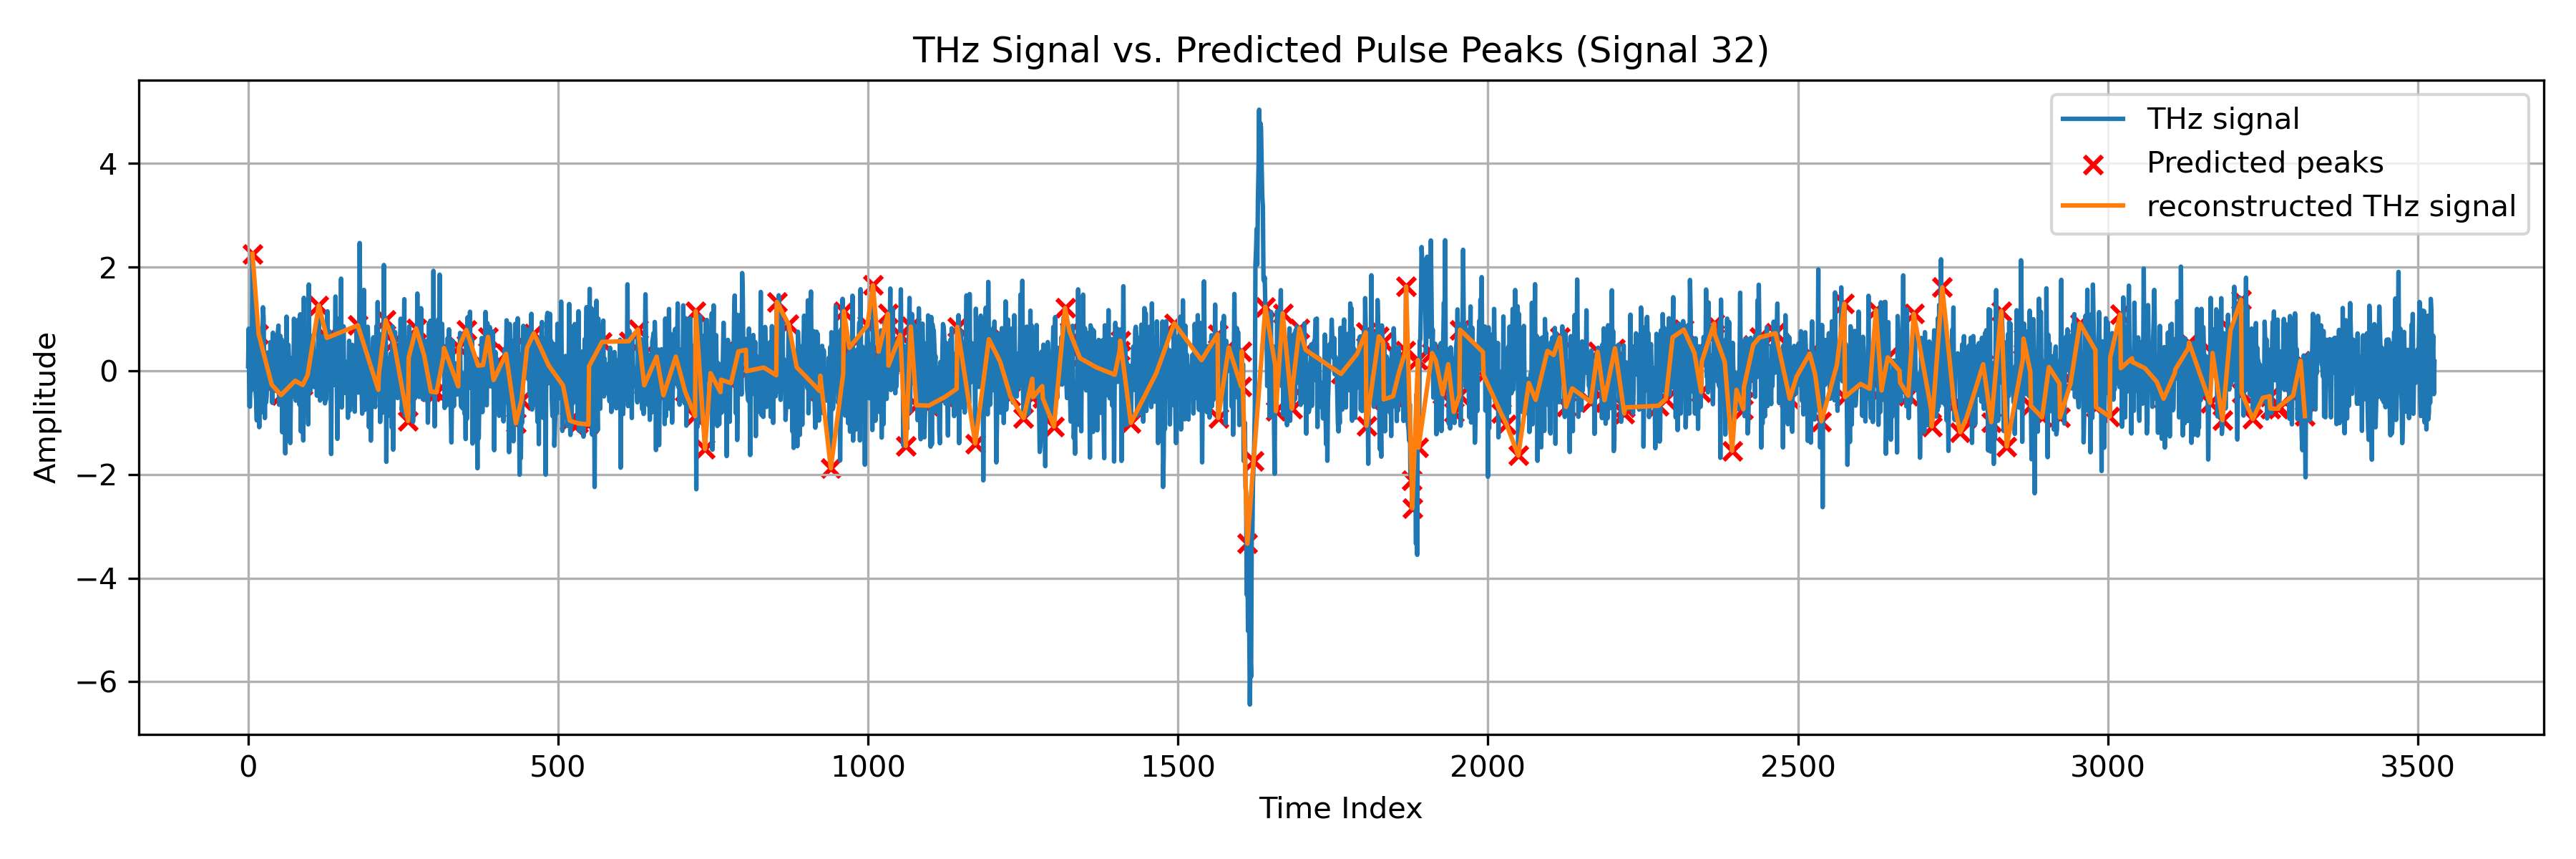 THz Signal vs. Predicted Pulse Peaks (Signal 32)
THz signal
Predicted peaks
reconstructed THz signal
Amplitude
4
2
0
−2
−4
−6
0 500 1000 1500 2000 2500 3000 3500
Time Index